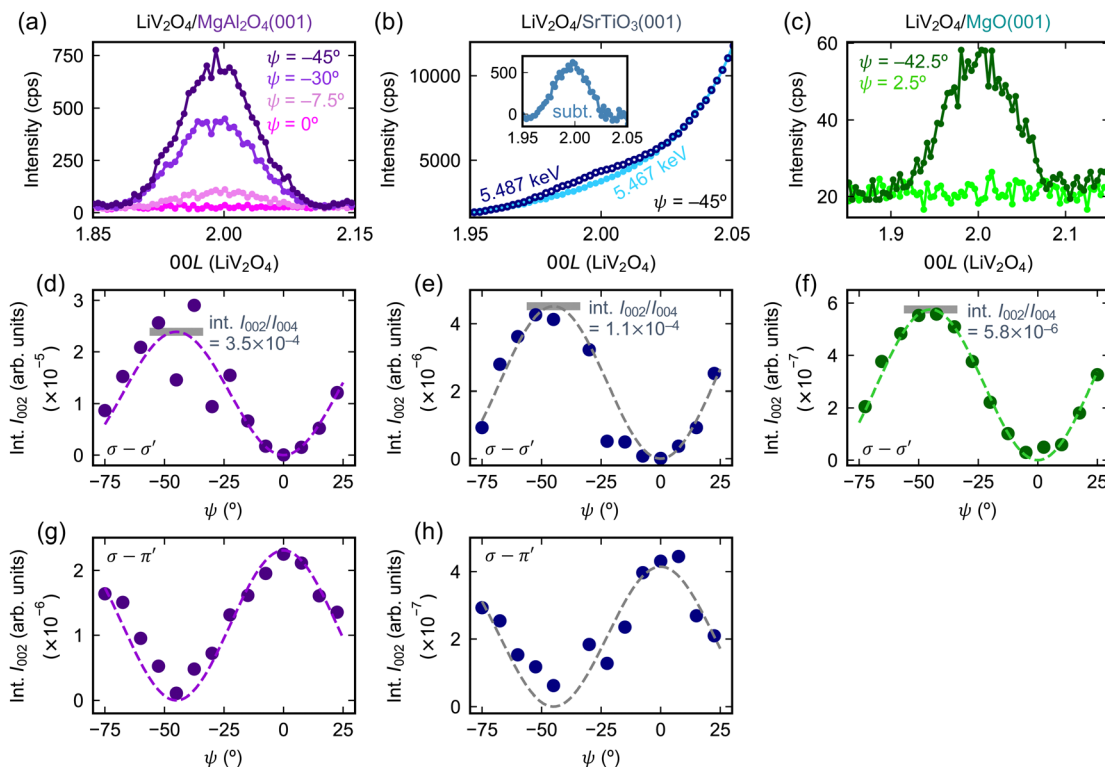 (a)
LiV₂O₄/MgAl₂O₄(001)
Intensity (cps)
750
500
250
0
ψ = −45º
ψ = −30º
ψ = −7.5º
ψ = 0º
1.85
2.00
2.15
00L (LiV₂O₄)
(b)
LiV₂O₄/SrTiO₃(001)
Intensity (cps)
10000
5000
500
0
subt.
1.95
2.00
2.05
5.487 keV
5.467 keV
ψ = −45º
1.95
2.00
2.05
00L (LiV₂O₄)
(c)
LiV₂O₄/MgO(001)
Intensity (cps)
60
40
20
ψ = −42.5º
ψ = 2.5º
1.9
2.0
2.1
00L (LiV₂O₄)
(d)
Int. I₀₀₂ (arb. units)
(×10⁻⁵)
3
2
1
0
int. I₀₀₂/I₀₀₄
= 3.5×10⁻⁴
σ − σ′
−75
−50
−25
0
25
ψ (º)
(e)
Int. I₀₀₂ (arb. units)
(×10⁻⁶)
4
2
0
int. I₀₀₂/I₀₀₄
= 1.1×10⁻⁴
σ − σ′
−75
−50
−25
0
25
ψ (º)
(f)
Int. I₀₀₂ (arb. units)
(×10⁻⁷)
6
4
2
0
int. I₀₀₂/I₀₀₄
= 5.8×10⁻⁶
σ − σ′
−75
−50
−25
0
25
ψ (º)
(g)
Int. I₀₀₂ (arb. units)
(×10⁻⁶)
2
1
0
σ − π′
−75
−50
−25
0
25
ψ (º)
(h)
Int. I₀₀₂ (arb. units)
(×10⁻⁷)
4
2
0
σ − π′
−75
−50
−25
0
25
ψ (º)